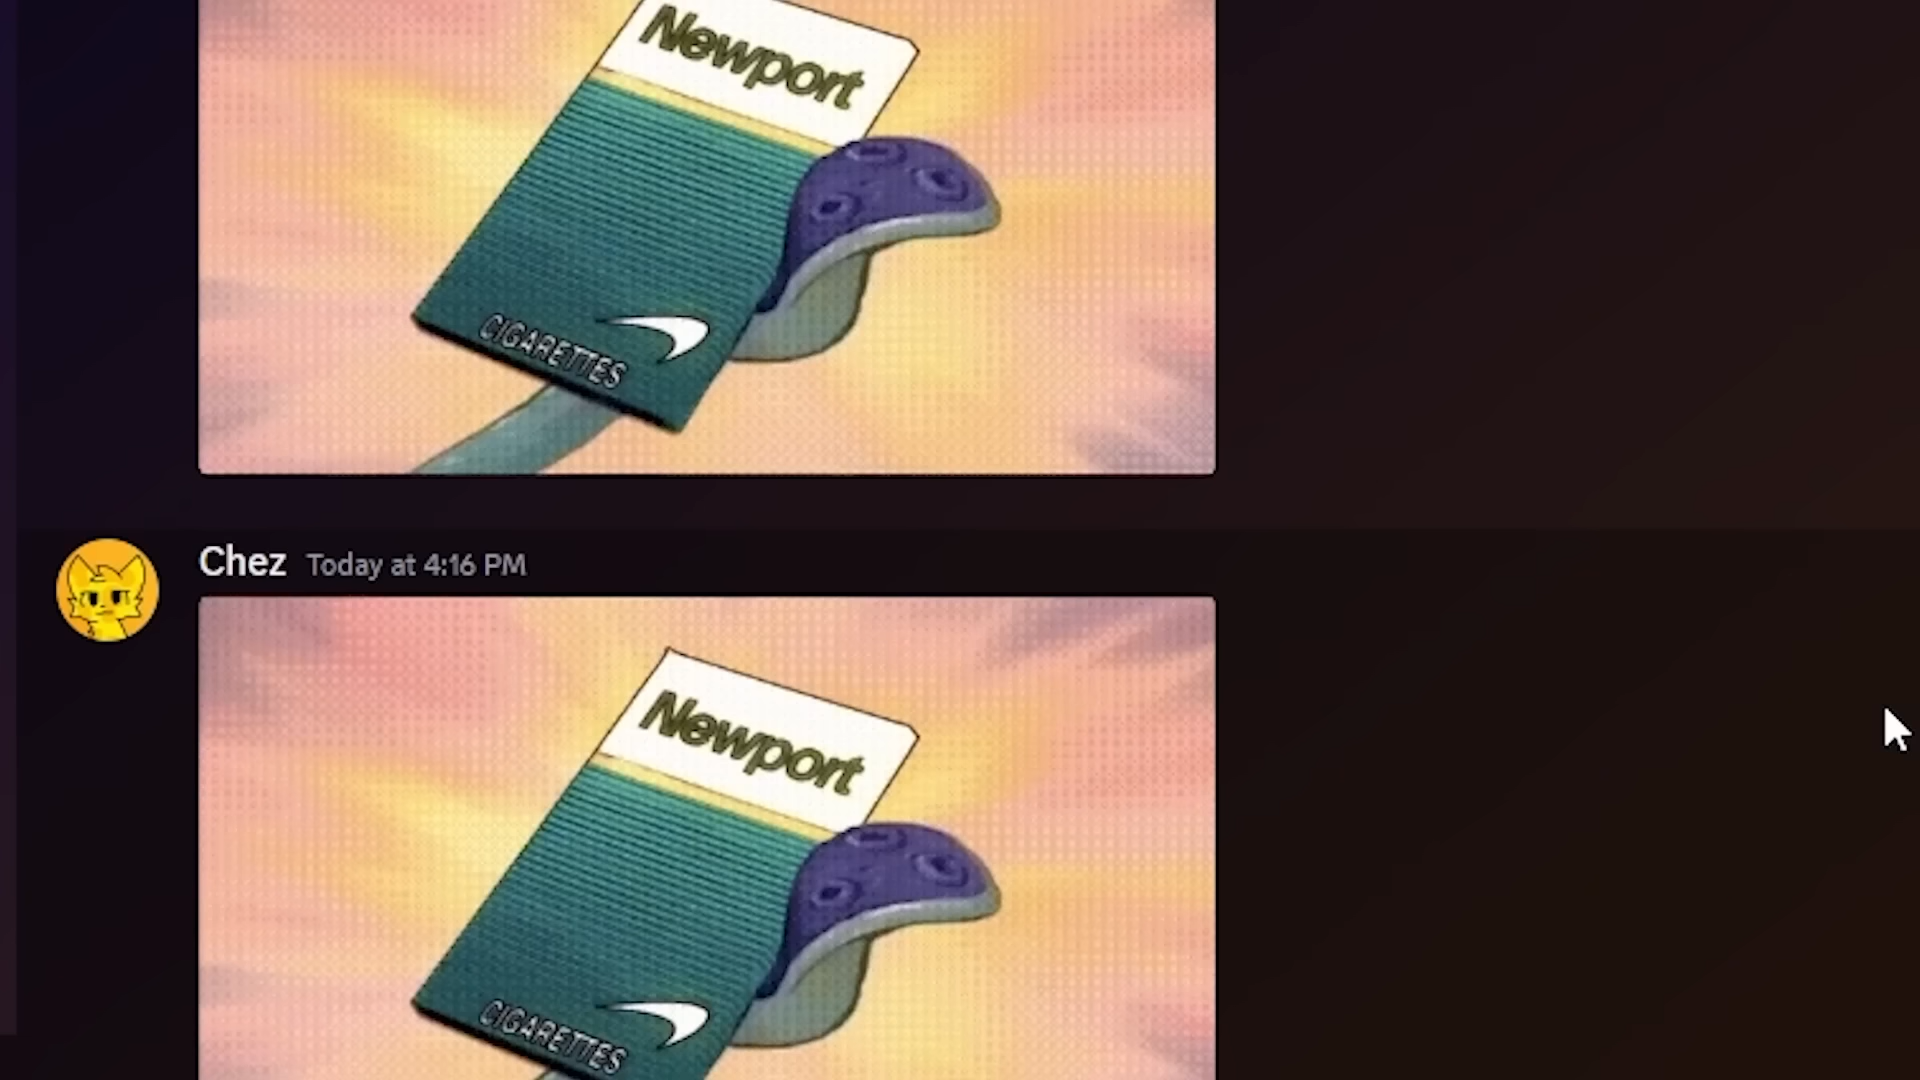 Newport
CIGARETTES
Chez Today at 4:16 PM
Newport
CIGARETTES